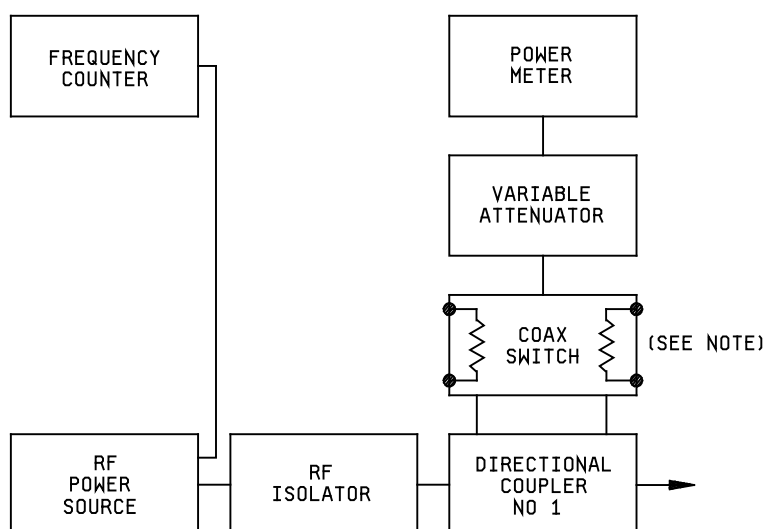 FREQUENCY
COUNTER
POWER
METER
VARIABLE
ATTENUATOR
COAX
SWITCH
(SEE NOTE)
RF
POWER
SOURCE
RF
ISOLATOR
DIRECTIONAL
COUPLER
NO 1